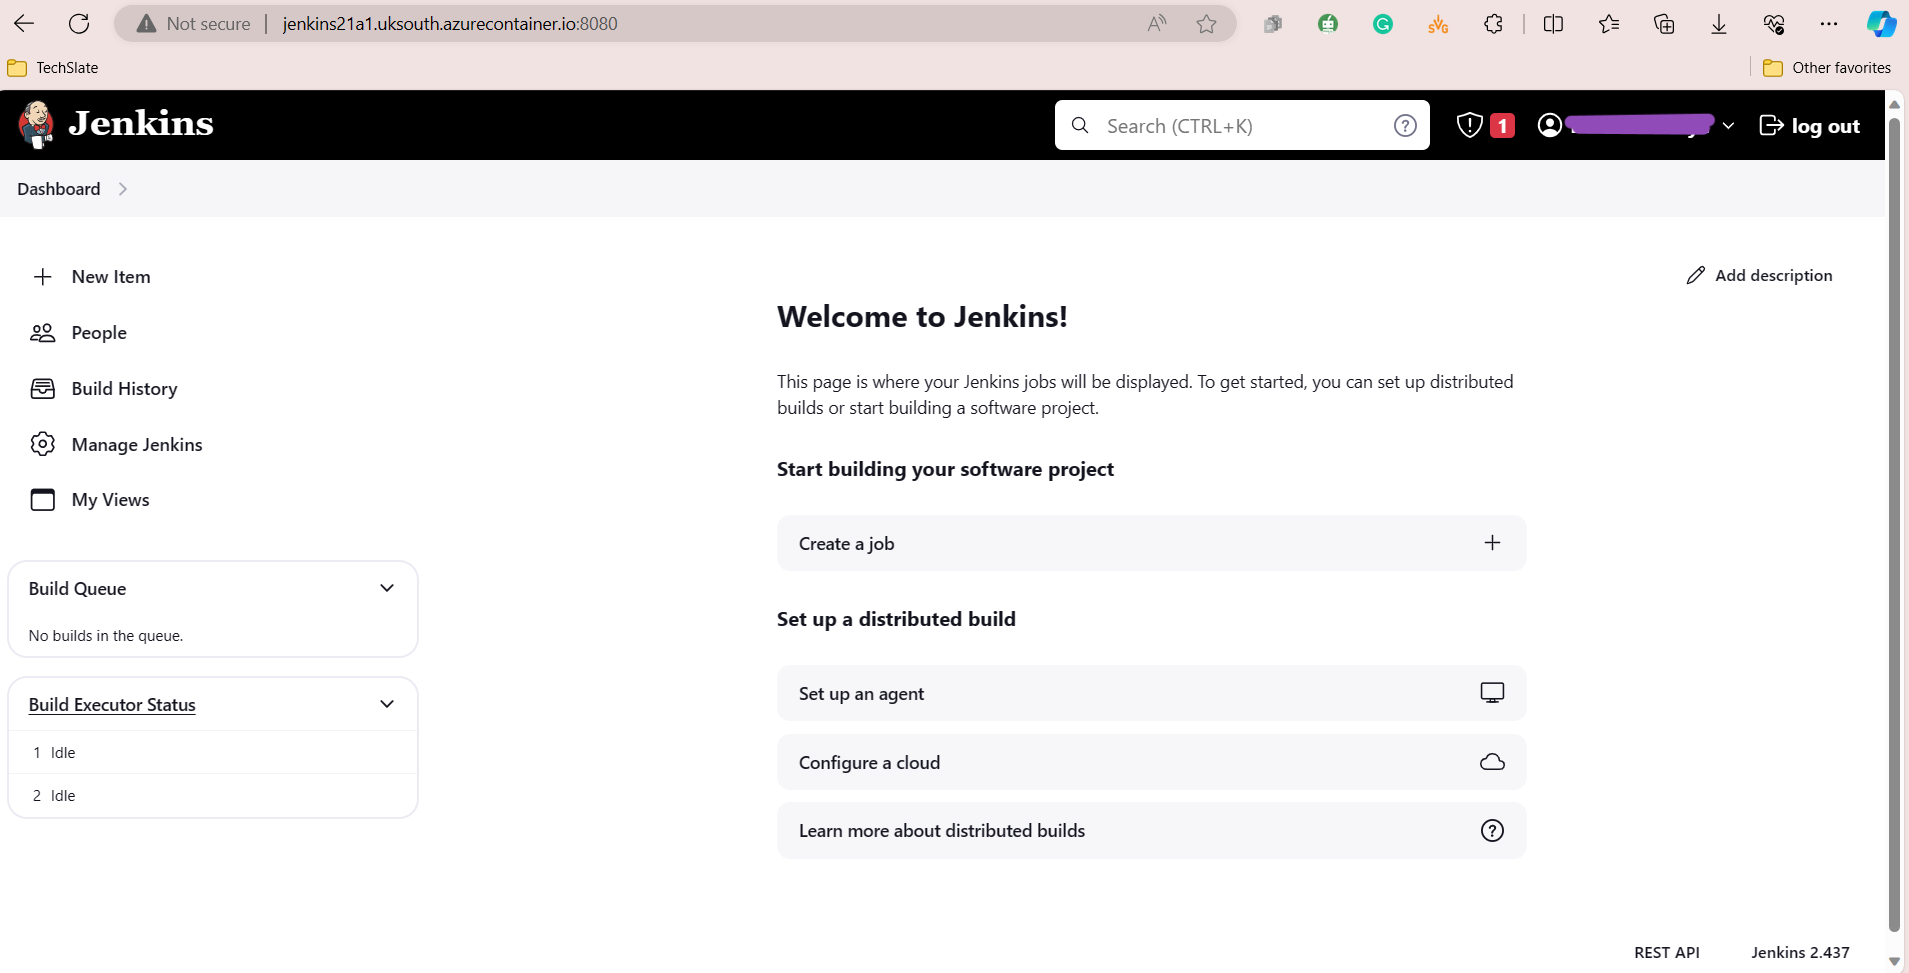 Not secure | jenkins21a1.uksouth.azurecontainer.io:8080
TechSlate
Other favorites
Jenkins
Search (CTRL+K)
1
log out
Dashboard
New Item
People
Build History
Manage Jenkins
My Views
Build Queue
No builds in the queue.
Build Executor Status
1 Idle
2 Idle
Add description
Welcome to Jenkins!
This page is where your Jenkins jobs will be displayed. To get started, you can set up distributed
builds or start building a software project.
Start building your software project
Create a job
Set up a distributed build
Set up an agent
Configure a cloud
Learn more about distributed builds
REST API
Jenkins 2.437